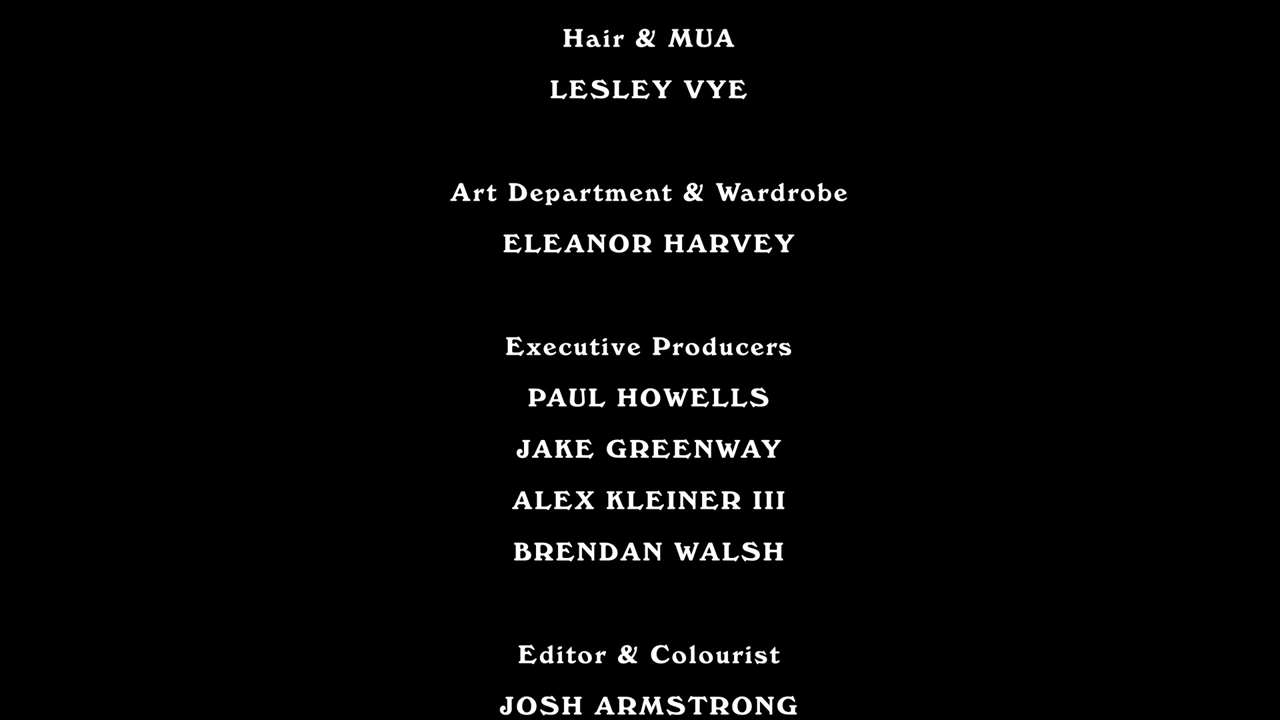 Hair & MUA
LESLEY VYE
Art Department & Wardrobe
ELEANOR HARVEY
Executive Producers
PAUL HOWELLS
JAKE GREENWAY
ALEX KLEINER III
BRENDAN WALSH
Editor & Colourist
JOSH ARMSTRONG